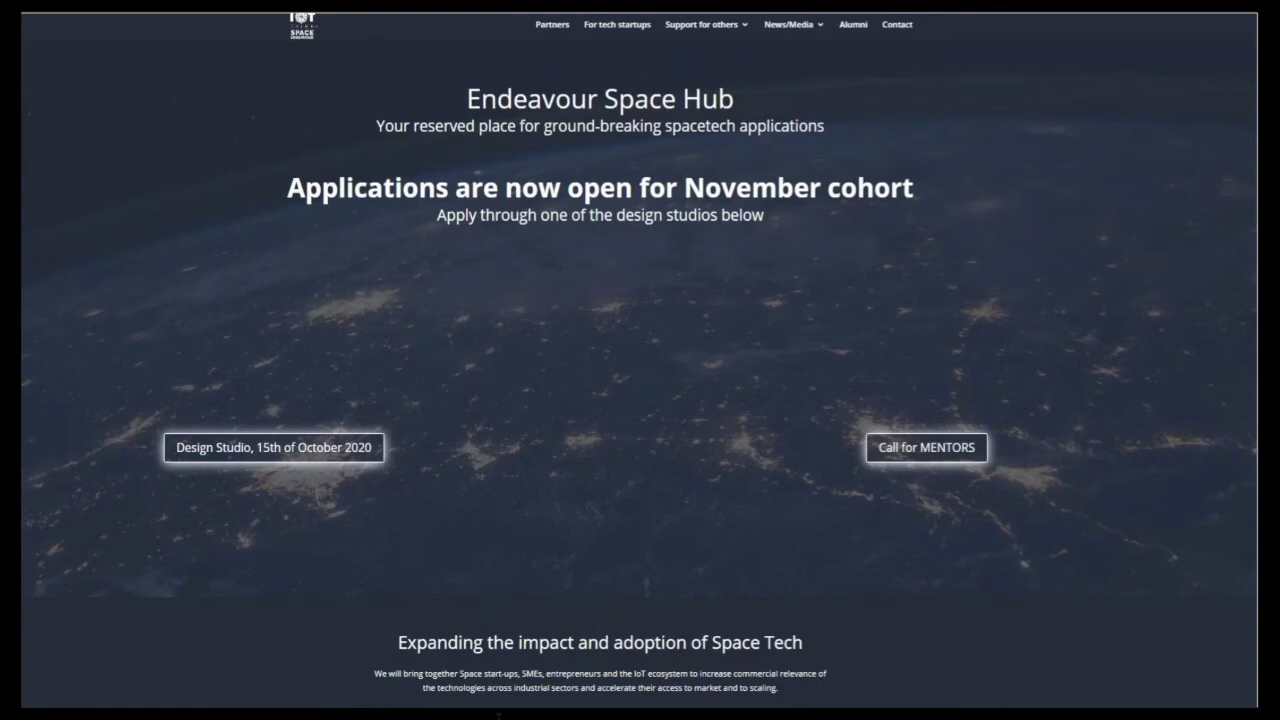 IOT
SPACE
Partners
For tech startups
Support for others
News/Media
Alumni
Contact
Endeavour Space Hub
Your reserved place for ground-breaking spacetech applications
Applications are now open for November cohort
Apply through one of the design studios below
Design Studio, 15th of October 2020
Call for MENTORS
Expanding the impact and adoption of Space Tech
We will bring together Space start-ups, SMEs, entrepreneurs and the IoT ecosystem to increase commercial relevance of
the technologies across industrial sectors and accelerate their access to market and to scaling.